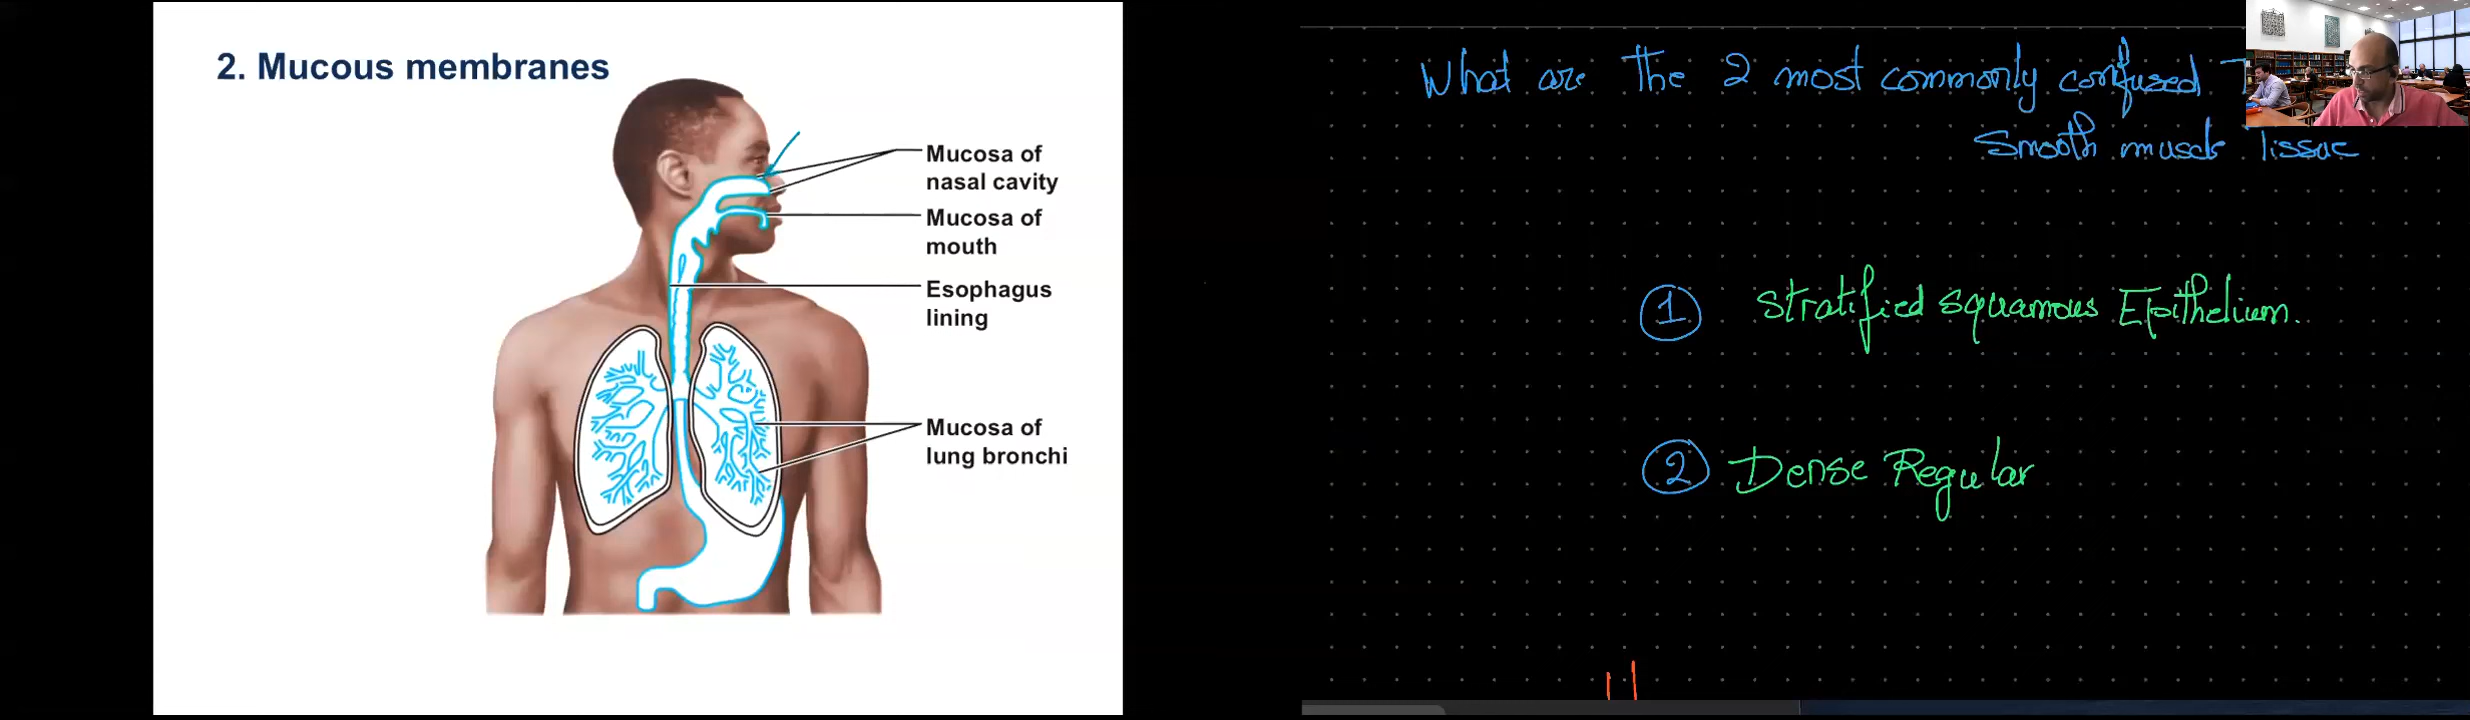 2. Mucous membranes
Mucosa of
nasal cavity
Mucosa of
mouth
Esophagus
lining
Mucosa of
lung bronchi
What are the 2 most commonly confused
Smooth muscle Tissue
1 Stratified squamous Epithelium.
2 Dense Regular